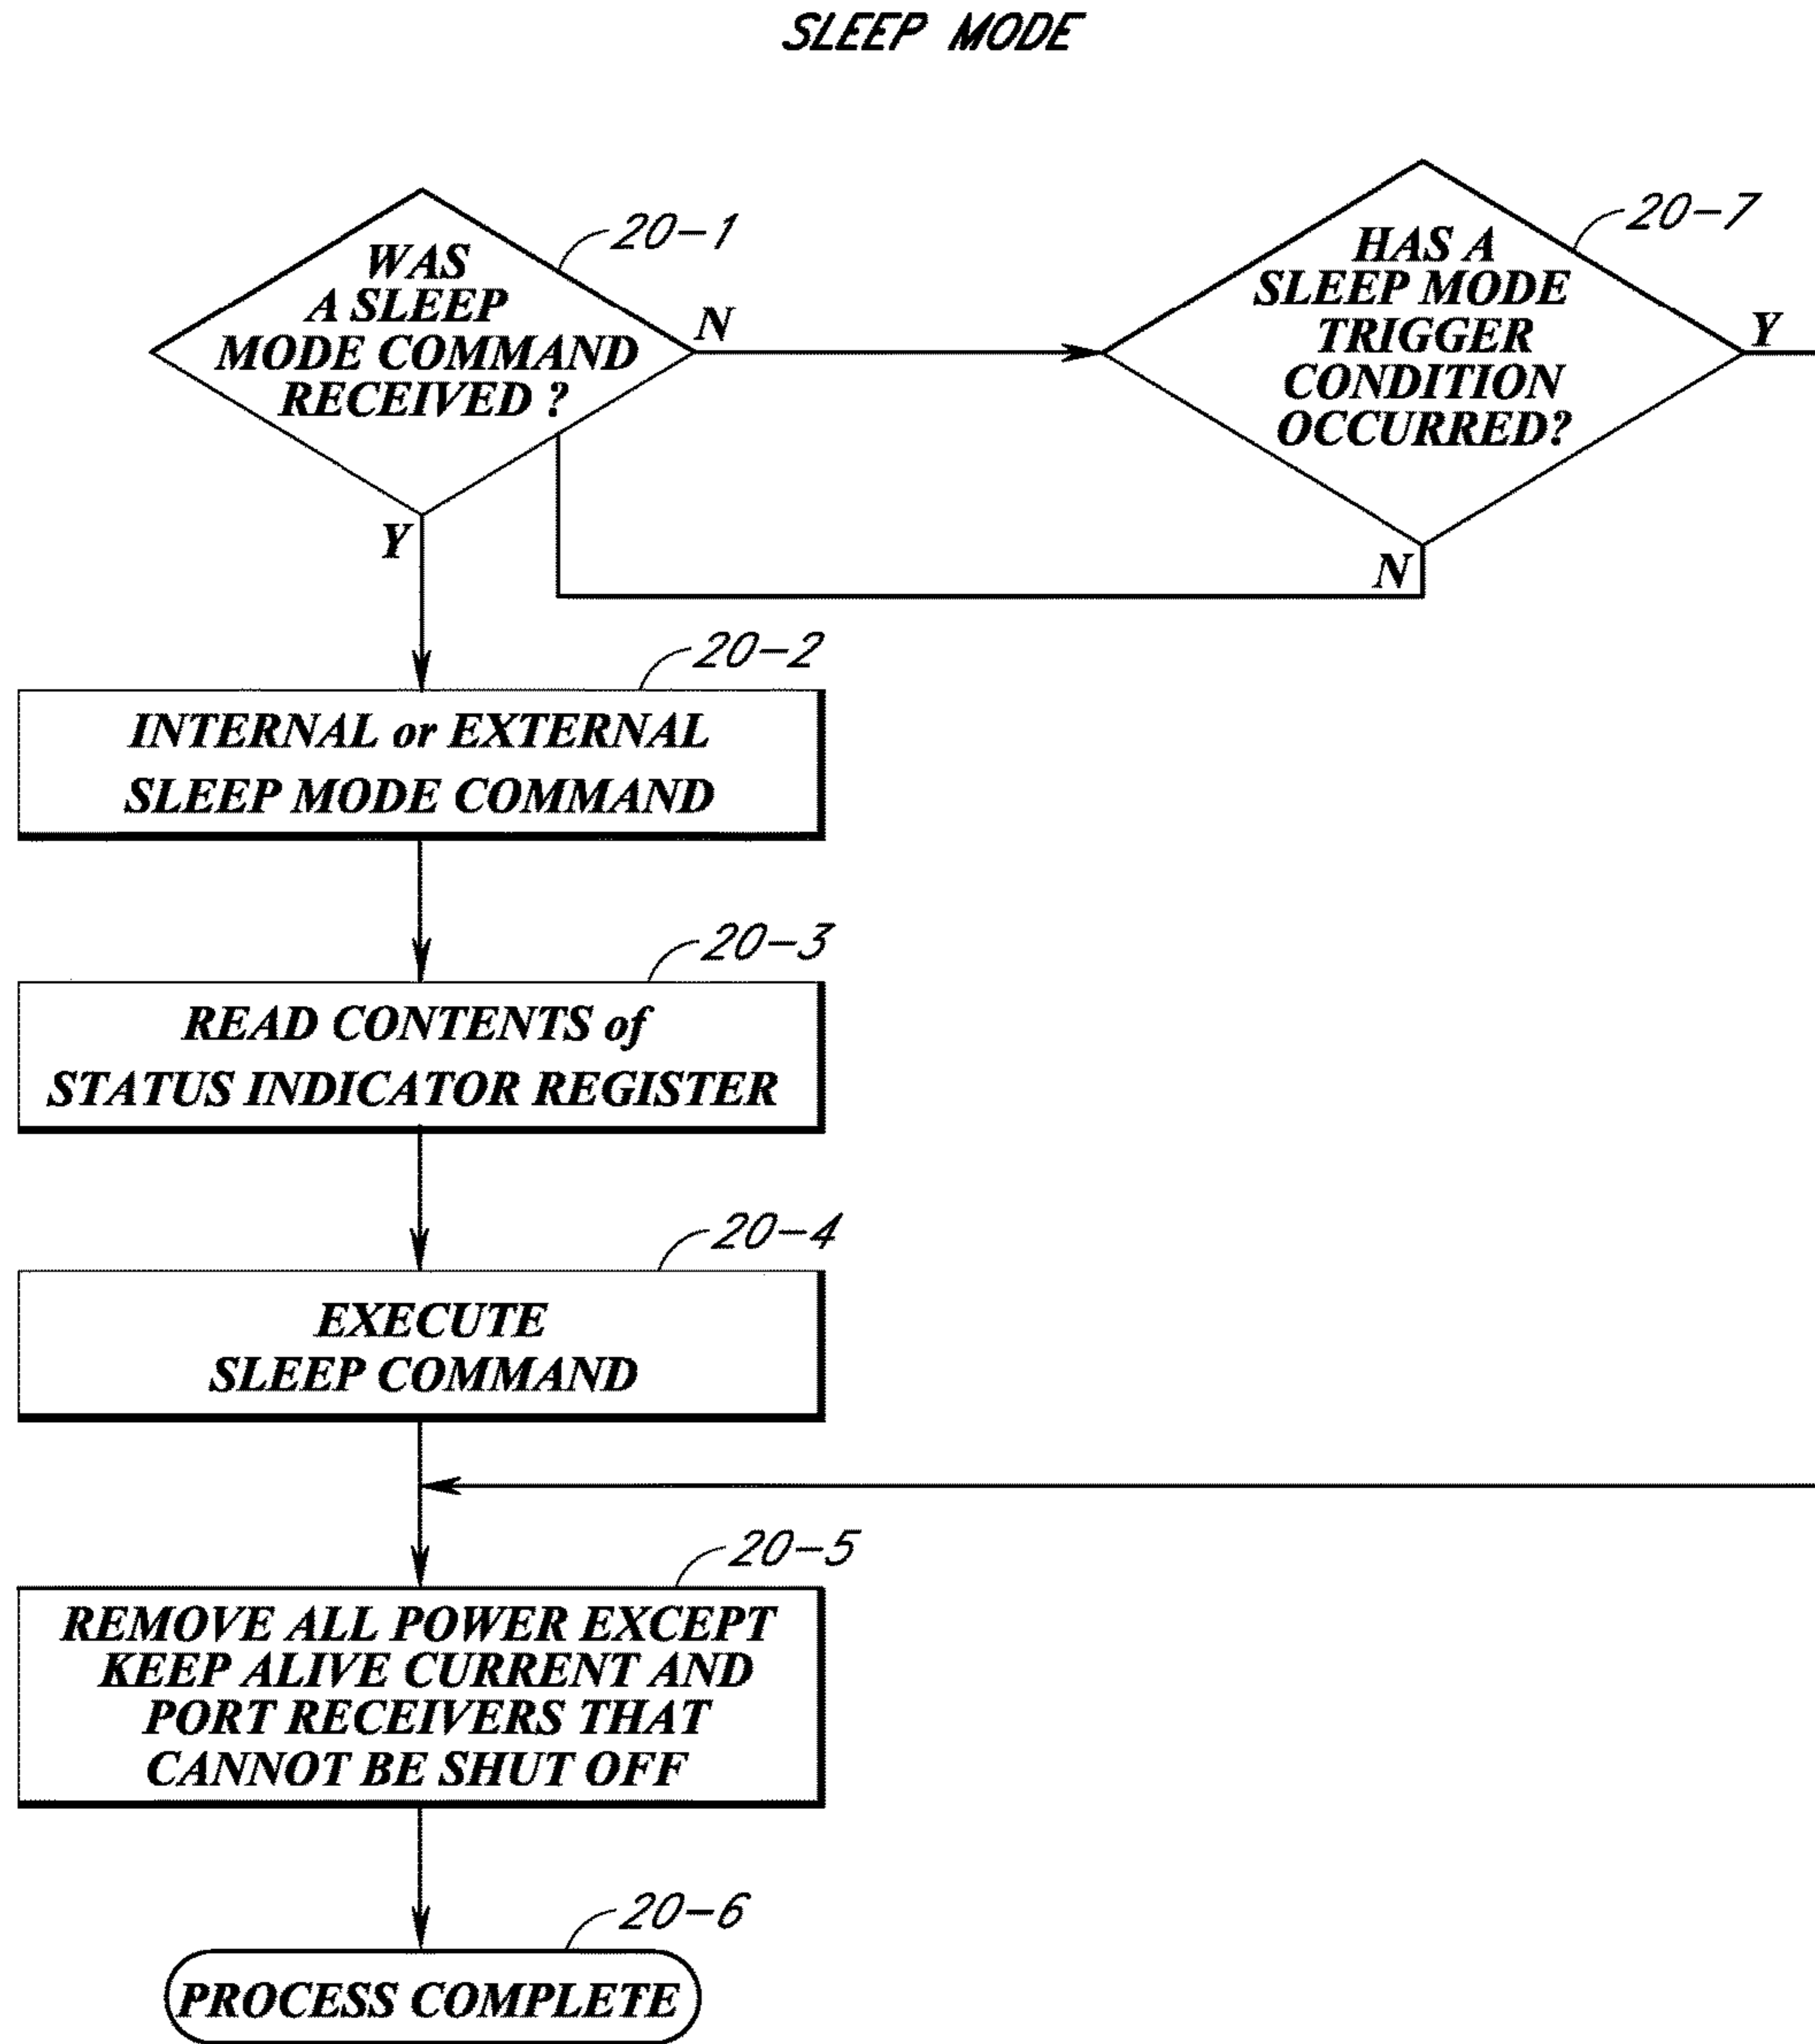 SLEEP MODE
20-1
WAS
A SLEEP
MODE COMMAND
RECEIVED ?
N
Y
20-7
HAS A
SLEEP MODE
TRIGGER
CONDITION
OCCURRED?
Y
N
20-2
INTERNAL or EXTERNAL
SLEEP MODE COMMAND
20-3
READ CONTENTS of
STATUS INDICATOR REGISTER
20-4
EXECUTE
SLEEP COMMAND
20-5
REMOVE ALL POWER EXCEPT
KEEP ALIVE CURRENT AND
PORT RECEIVERS THAT
CANNOT BE SHUT OFF
20-6
PROCESS COMPLETE